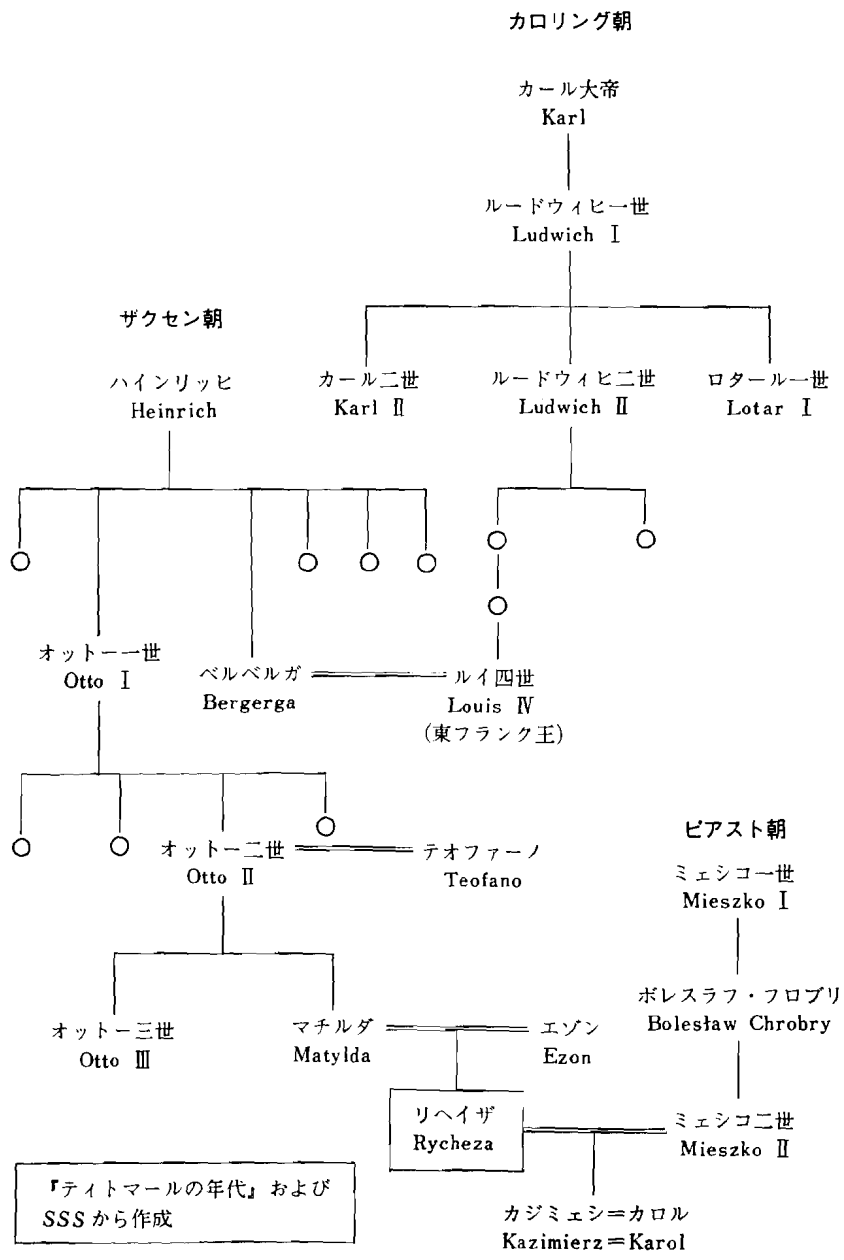 カロリング朝
カール大帝
Karl
ルードウィヒ一世
Ludwich Ⅰ
ザクセン朝
ハインリッヒ
Heinrich
カール二世
Karl Ⅱ
ルードウィヒ二世
Ludwich Ⅱ
ロタール一世
Lotar Ⅰ
オットー一世
Otto Ⅰ
ベルベルガ
Bergerga
ルイ四世
Louis Ⅳ
(東フランク王)
オットー二世
Otto Ⅱ
テオファーノ
Teofano
ピアスト朝
ミェシコ一世
Mieszko Ⅰ
ボレスラフ・フロブリ
Bolesław Chrobry
オットー三世
Otto Ⅲ
マチルダ
Matylda
エゾン
Ezon
リヘイザ
Rycheza
ミェシコ二世
Mieszko Ⅱ
カジミェシ=カロル
Kazimierz=Karol
『ティトマールの年代』および
SSSから作成